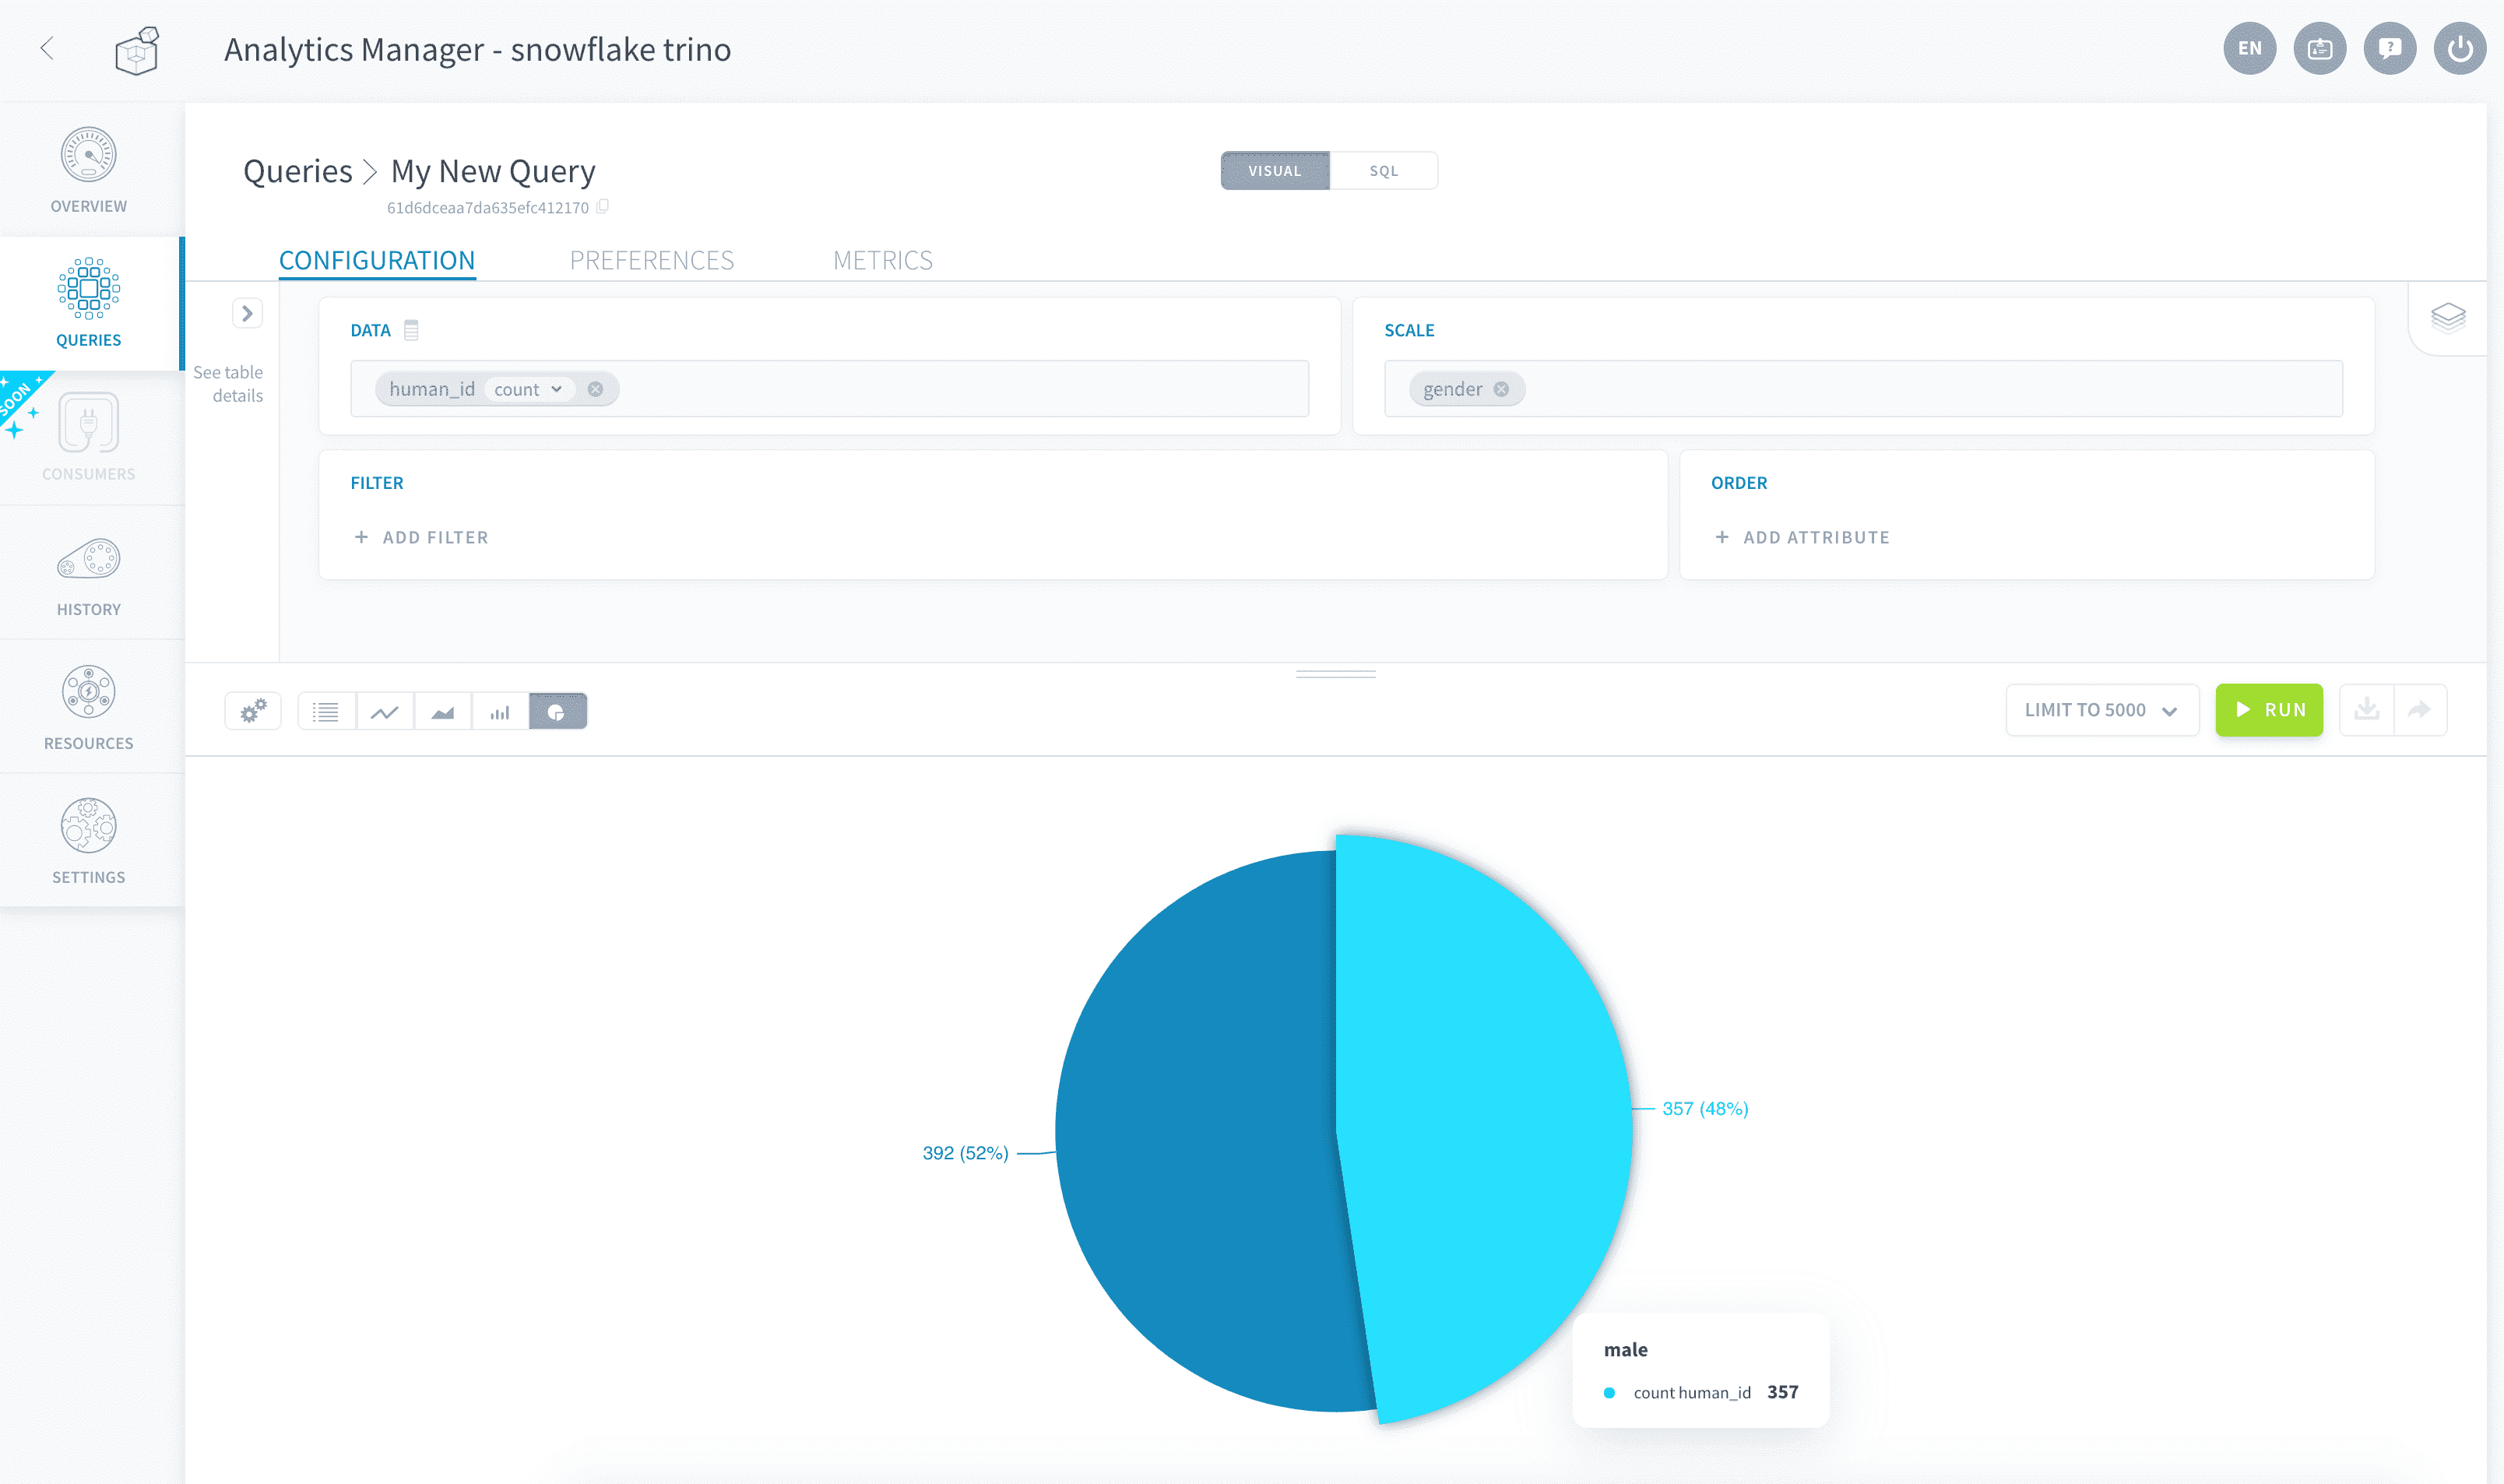 Analytics Manager - snowflake trino
EN
?
OVERVIEW
QUERIES
SOON
CONSUMERS
HISTORY
RESOURCES
SETTINGS
Queries > My New Query
61d6dceaa7da635efc412170
VISUAL
SQL
CONFIGURATION
PREFERENCES
METRICS
See table
details
DATA
human_id count
SCALE
gender
FILTER
+ ADD FILTER
ORDER
+ ADD ATTRIBUTE
LIMIT TO 5000
RUN
357 (48%)
392 (52%)
male
count human_id 357